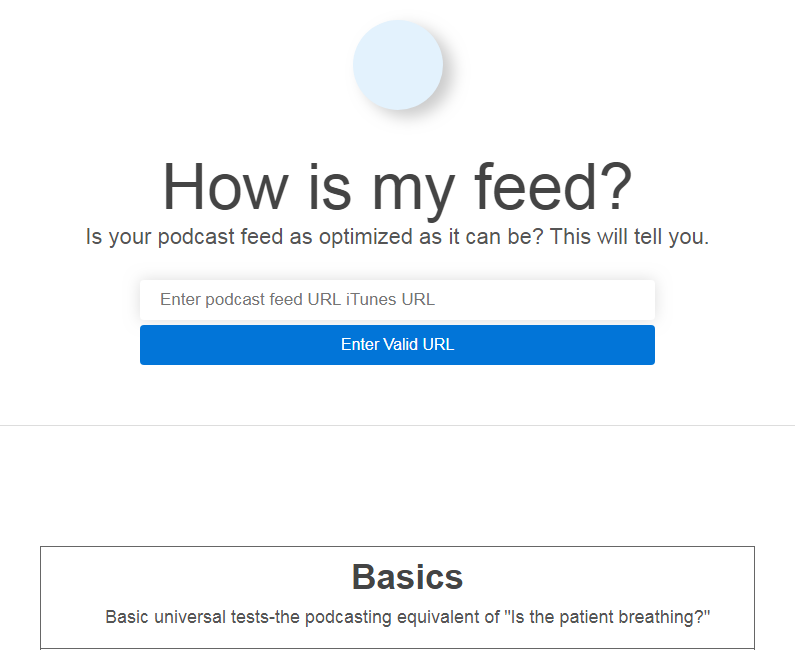 How is my feed?
Is your podcast feed as optimized as it can be? This will tell you.
Enter podcast feed URL iTunes URL
Enter Valid URL
Basics
Basic universal tests-the podcasting equivalent of "Is the patient breathing?"